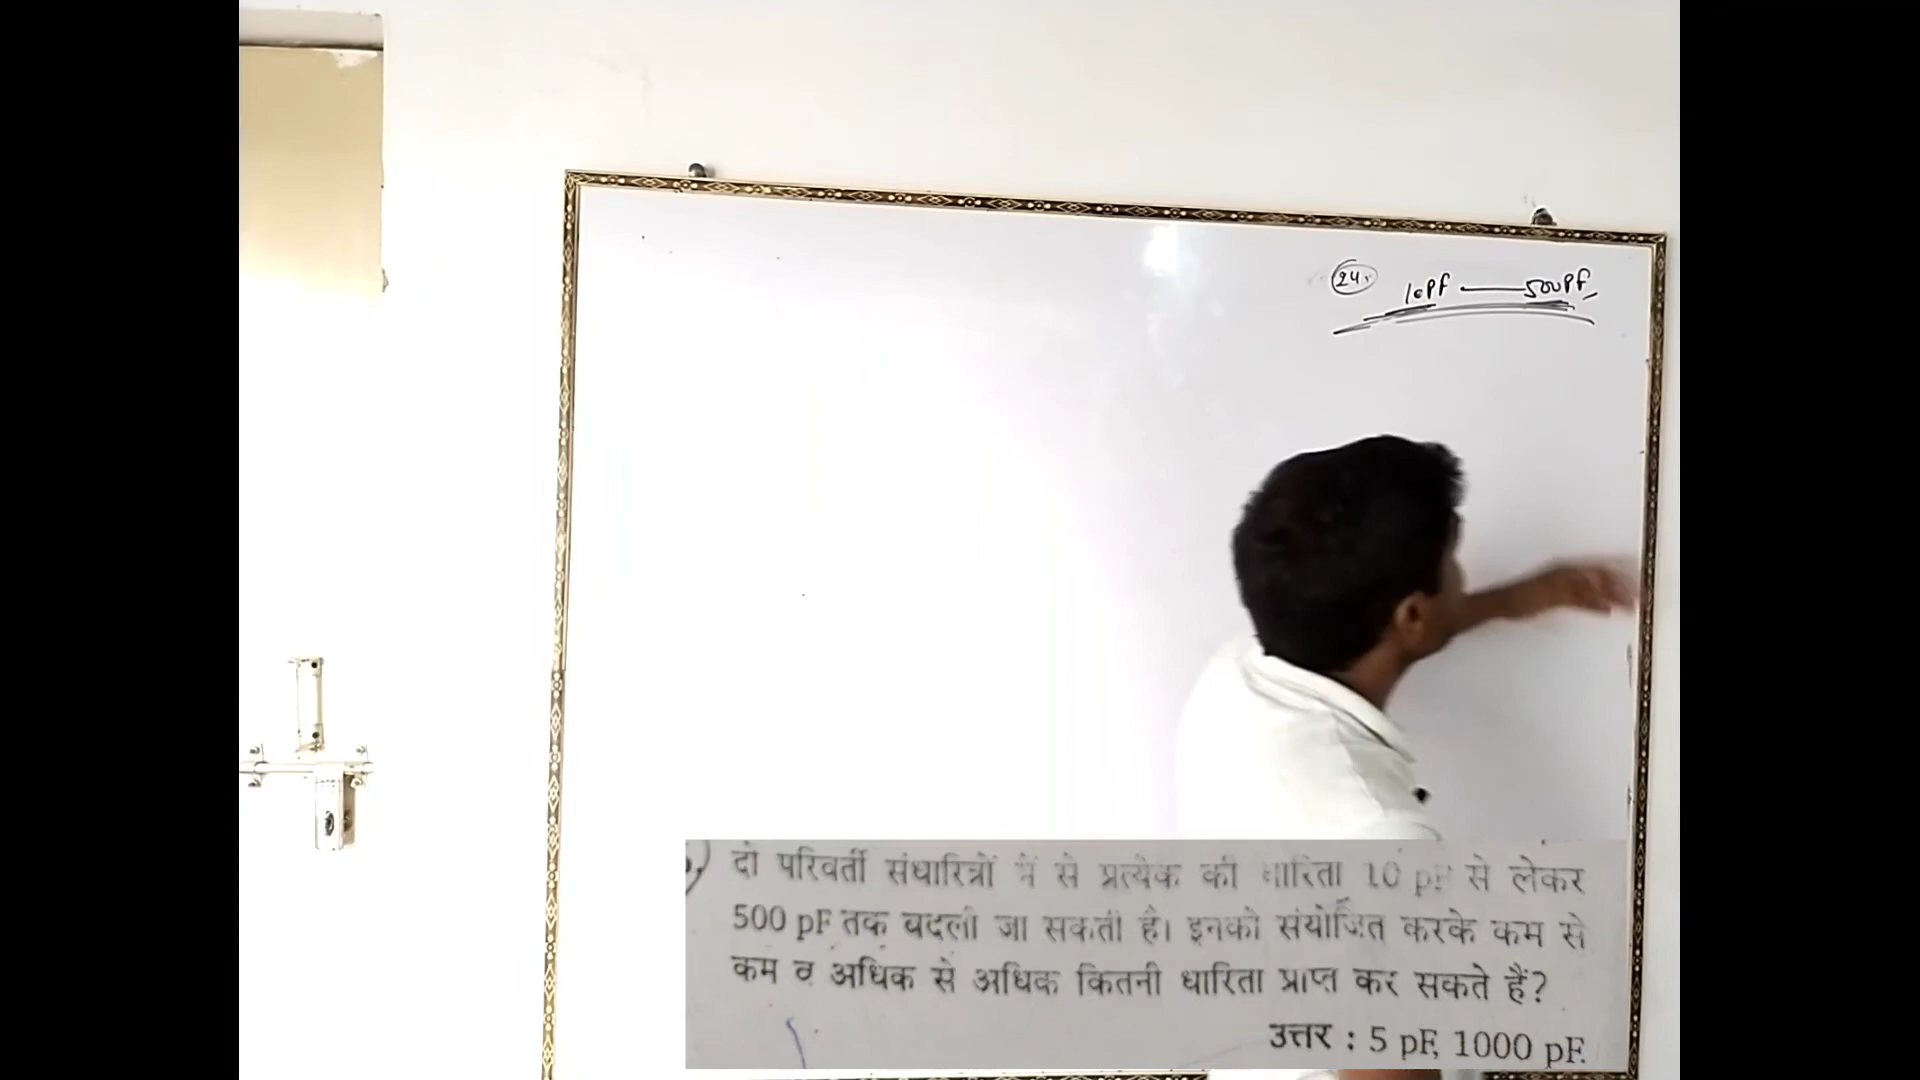 24.
10PF — 500PF
दो परिवर्ती संधारित्रों में से प्रत्येक की धारिता 10 pF से लेकर
500 pF तक बदली जा सकती है। इनको संयोजित करके कम से
कम व अधिक से अधिक कितनी धारिता प्राप्त कर सकते हैं?
उत्तर : 5 pF, 1000 pF.